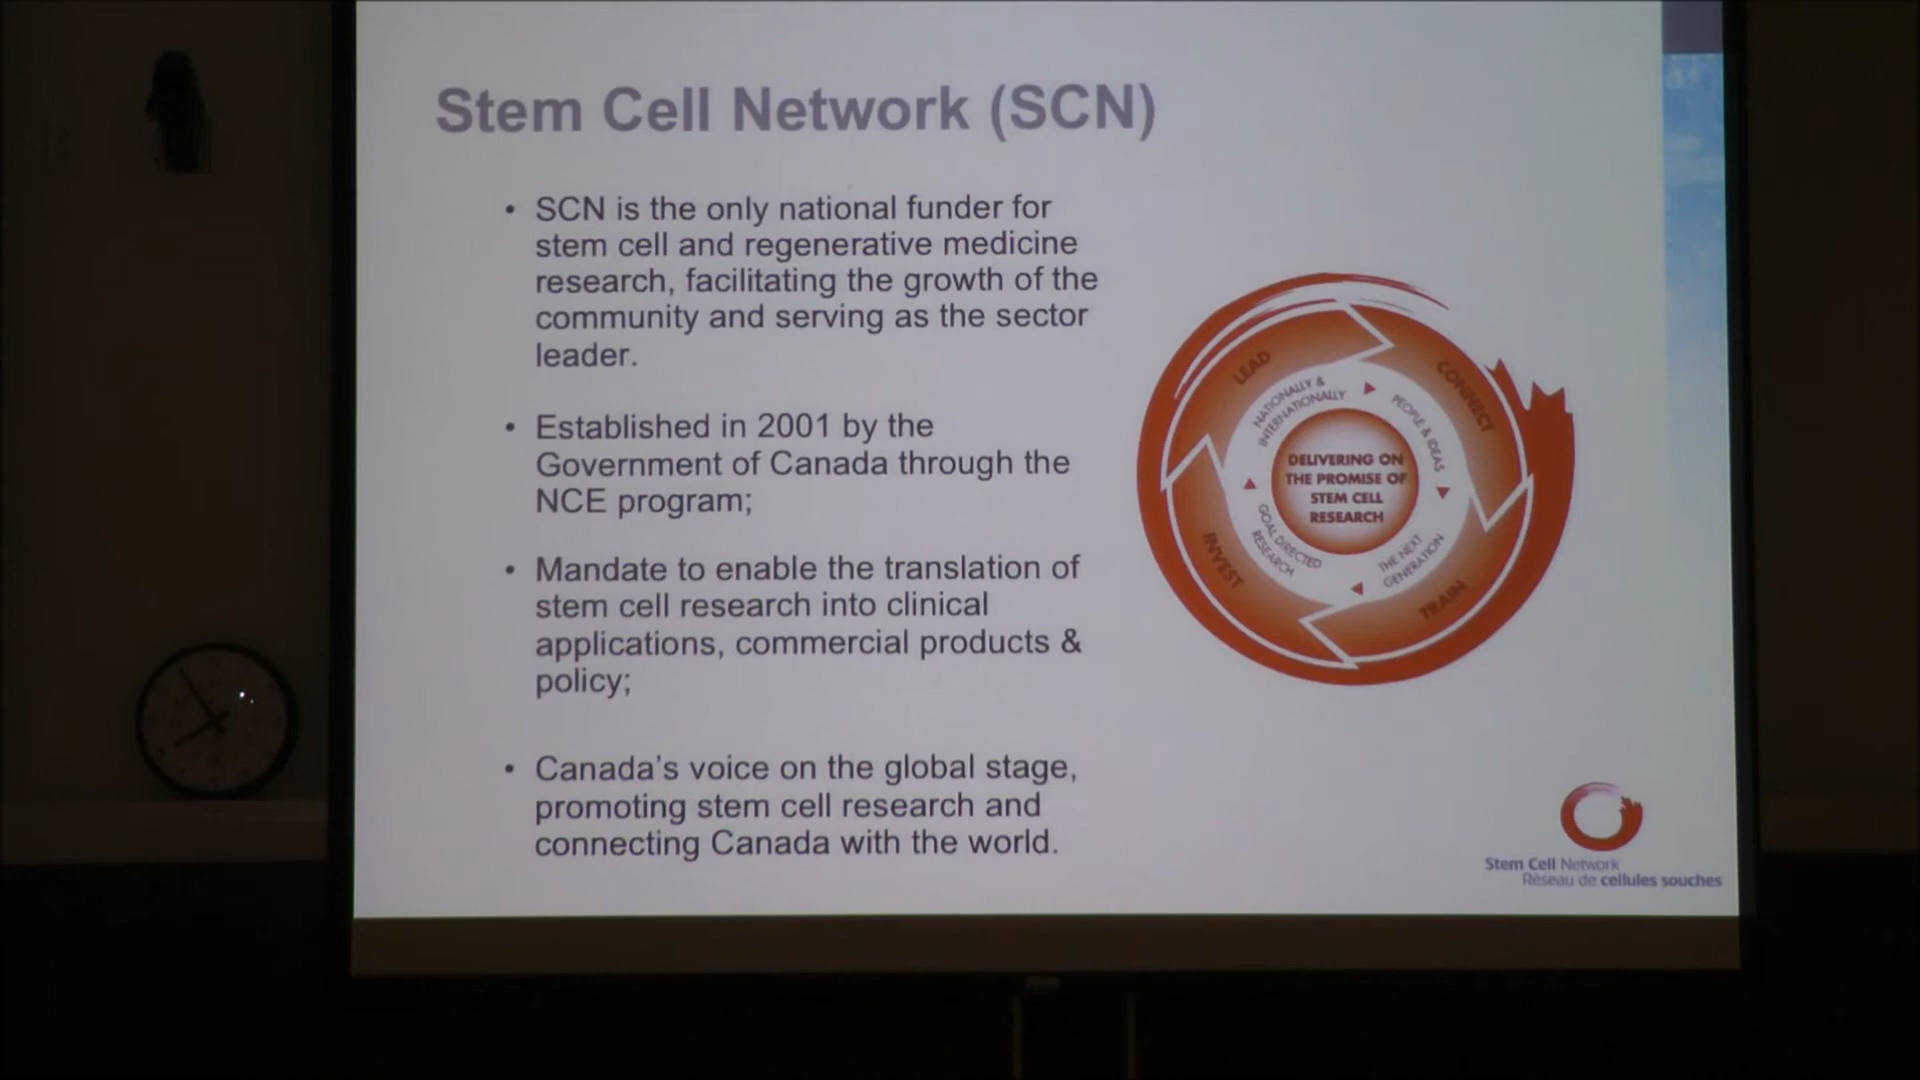 Stem Cell Network (SCN)
• SCN is the only national funder for
stem cell and regenerative medicine
research, facilitating the growth of the
community and serving as the sector
leader.
• Established in 2001 by the
Government of Canada through the
NCE program;
• Mandate to enable the translation of
stem cell research into clinical
applications, commercial products &
policy;
• Canada's voice on the global stage,
promoting stem cell research and
connecting Canada with the world.
LEAD
NATIONALLY &
INTERNATIONALLY
CONNECT
PEOPLE & IDEAS
TRAIN
THE NEXT
GENERATION
INVEST
GOAL DIRECTED
RESEARCH
DELIVERING ON
THE PROMISE OF
STEM CELL
RESEARCH
Stem Cell Network
Réseau de cellules souches